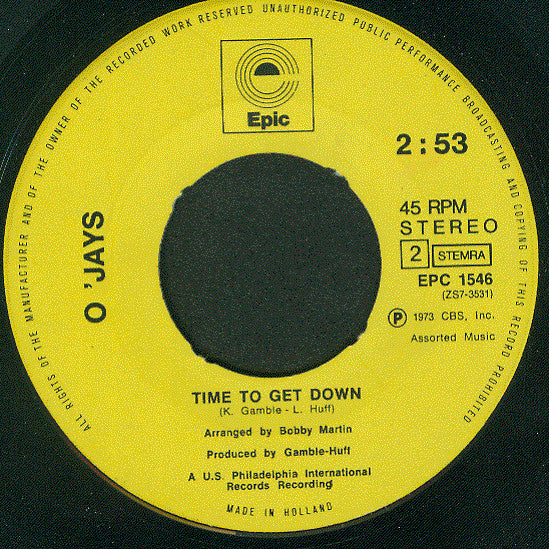 ALL RIGHTS OF THE MANUFACTURER AND OF THE OWNER OF THE RECORDED WORK RESERVED UNAUTHORIZED PUBLIC PERFORMANCE BROADCASTING AND COPYING OF THIS RECORD PROHIBITED
Epic
2:53
O'JAYS
45 RPM
STEREO
2 STEMRA
EPC 1546
(ZS7-3531)
Ⓟ 1973 CBS, Inc.
Assorted Music
TIME TO GET DOWN
(K. Gamble - L. Huff)
Arranged by Bobby Martin
Produced by Gamble-Huff
A U.S. Philadelphia International
Records Recording
MADE IN HOLLAND